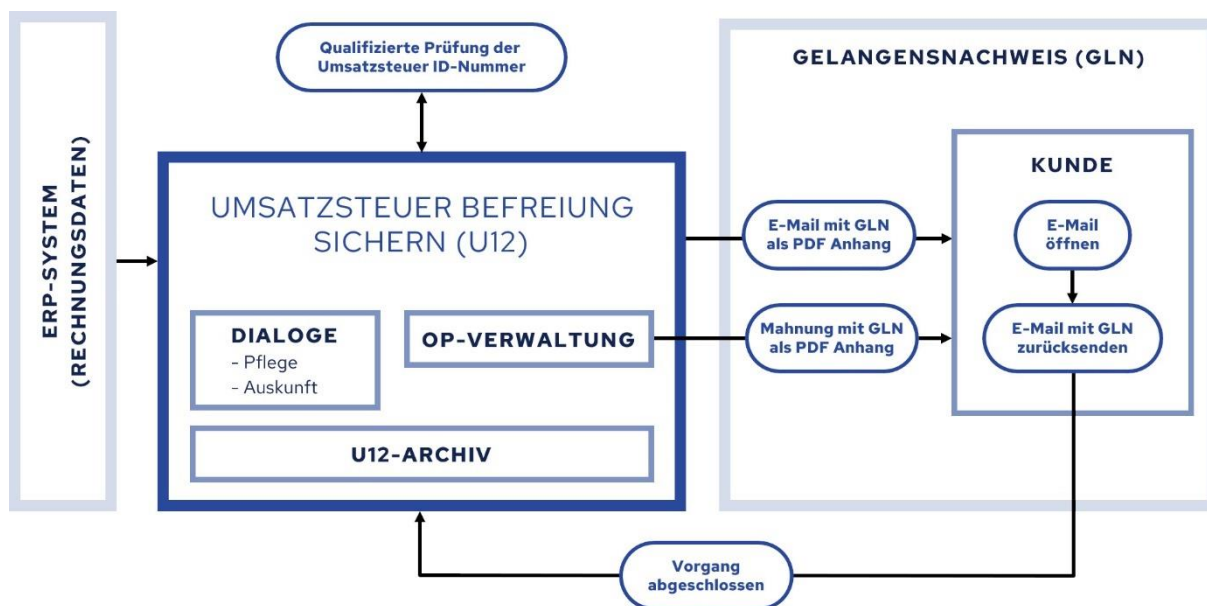 ERP-SYSTEM
(RECHNUNGSDATEN)
Qualifizierte Prüfung der
Umsatzsteuer ID-Nummer
UMSATZSTEUER BEFREIUNG
SICHERN (U12)
DIALOGE
- Pflege
- Auskunft
OP-VERWALTUNG
U12-ARCHIV
GELANGENSNACHWEIS (GLN)
E-Mail mit GLN
als PDF Anhang
Mahnung mit GLN
als PDF Anhang
KUNDE
E-Mail
öffnen
E-Mail mit GLN
zurücksenden
Vorgang
abgeschlossen